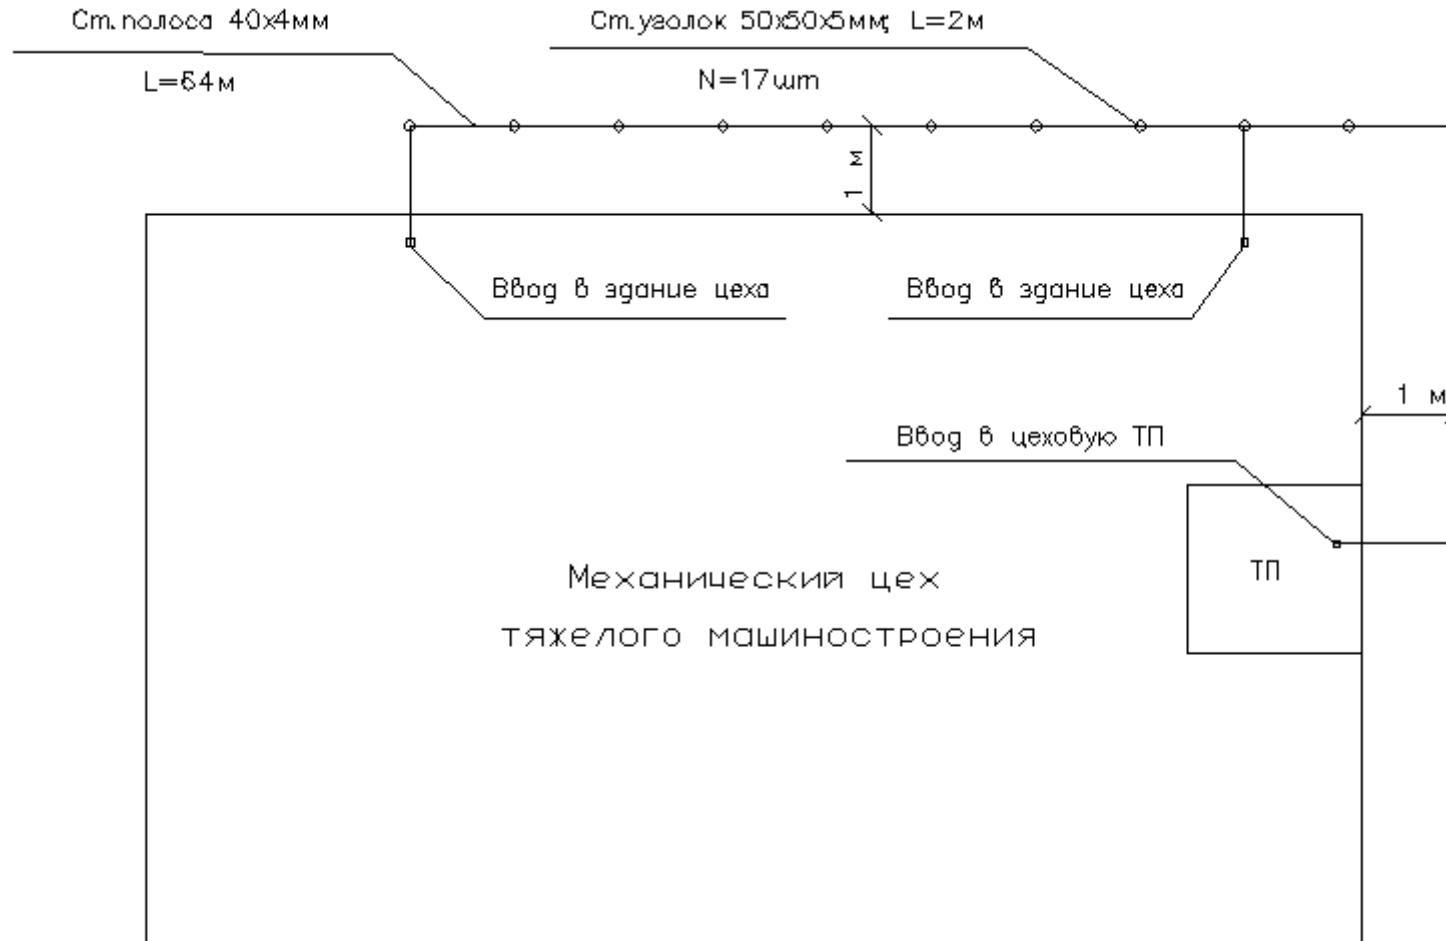 Ст. полоса 40х4мм
L=64м
Ст. уголок 50х50х5мм; L=2м
N=17шт
1 м
Ввод в здание цеха
Ввод в здание цеха
1 м
Ввод в цеховую ТП
ТП
Механический цех
тяжелого машиностроения